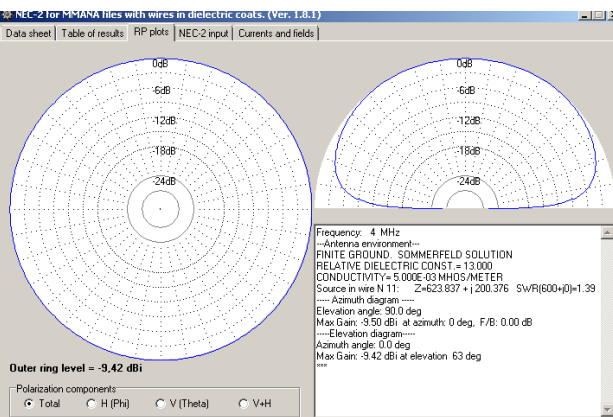 NEC-2 for MMANA files with wires in dielectric coats. (Ver. 1.8.1)
Data sheet Table of results RP plots NEC-2 input Currents and fields
0dB
-6dB
-12dB
-18dB
-24dB
0dB
-6dB
-12dB
-18dB
-24dB
Outer ring level = -9,42 dBi
Polarization components
Total H (Phi) V (Theta) V+H
Frequency: 4 MHz
---Antenna environment---
FINITE GROUND. SOMMERFELD SOLUTION
RELATIVE DIELECTRIC CONST.= 13.000
CONDUCTIVITY= 5.000E-03 MHOS/METER
Source in wire N 11: Z=623.837 + j 200.376 SWR(600+j0)=1.39
----- Azimuth diagram -----
Elevation angle: 90.0 deg
Max Gain: -9.50 dBi at azimuth: 0 deg, F/B: 0.00 dB
-----Elevation diagram-----
Azimuth angle: 0.0 deg
Max Gain: -9.42 dBi at elevation 63 deg
***